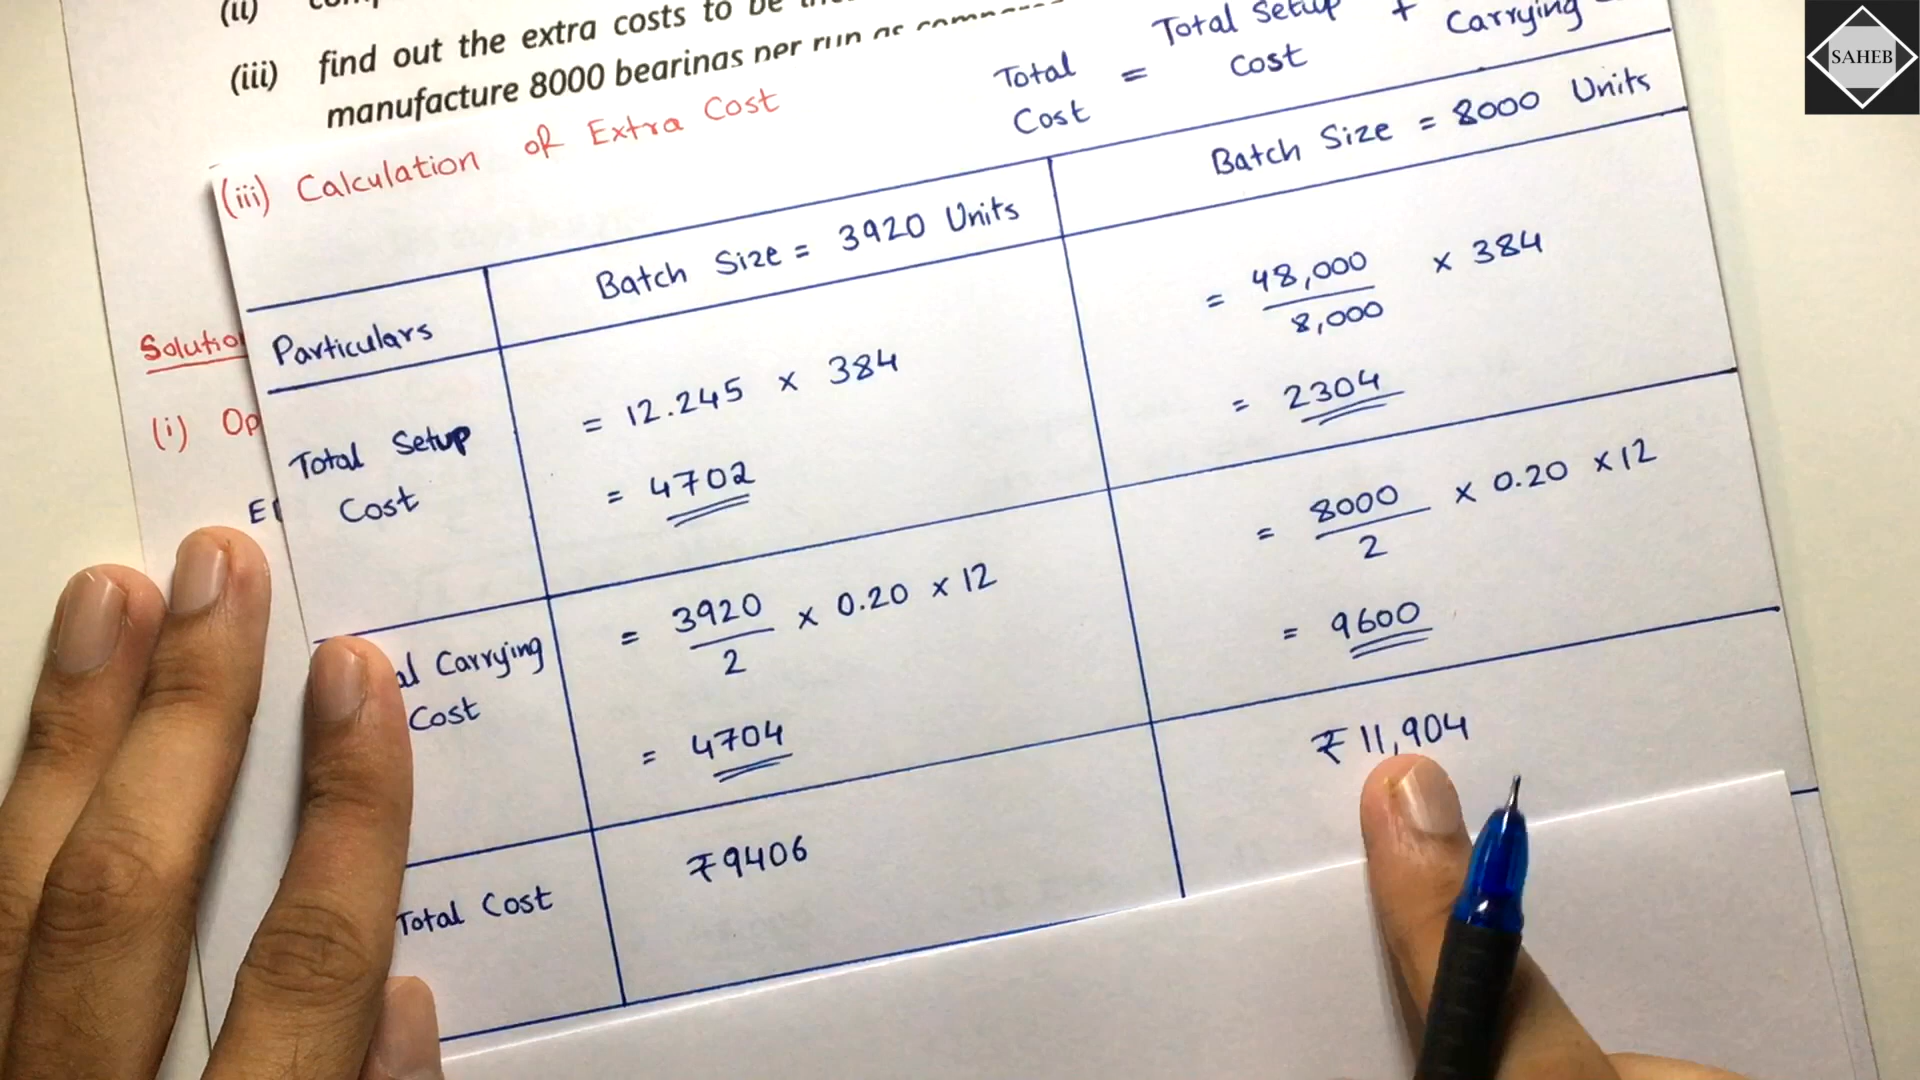 (ii)
(iii) find out the extra costs to be
manufacture 8000 bearings per run as
(iii) Calculation of Extra Cost
Total Cost = Total Setup Cost + Carrying
Particulars
Batch Size = 3920 Units
Batch Size = 8000 Units
Total Setup Cost
= 12.245 x 384
= 4702
= 48,000 / 8,000 x 384
= 2304
al Carrying Cost
= 3920 / 2 x 0.20 x 12
= 4704
= 8000 / 2 x 0.20 x 12
= 9600
Total Cost
₹9406
₹11,904
Solutio
(i) Op
SAHEB